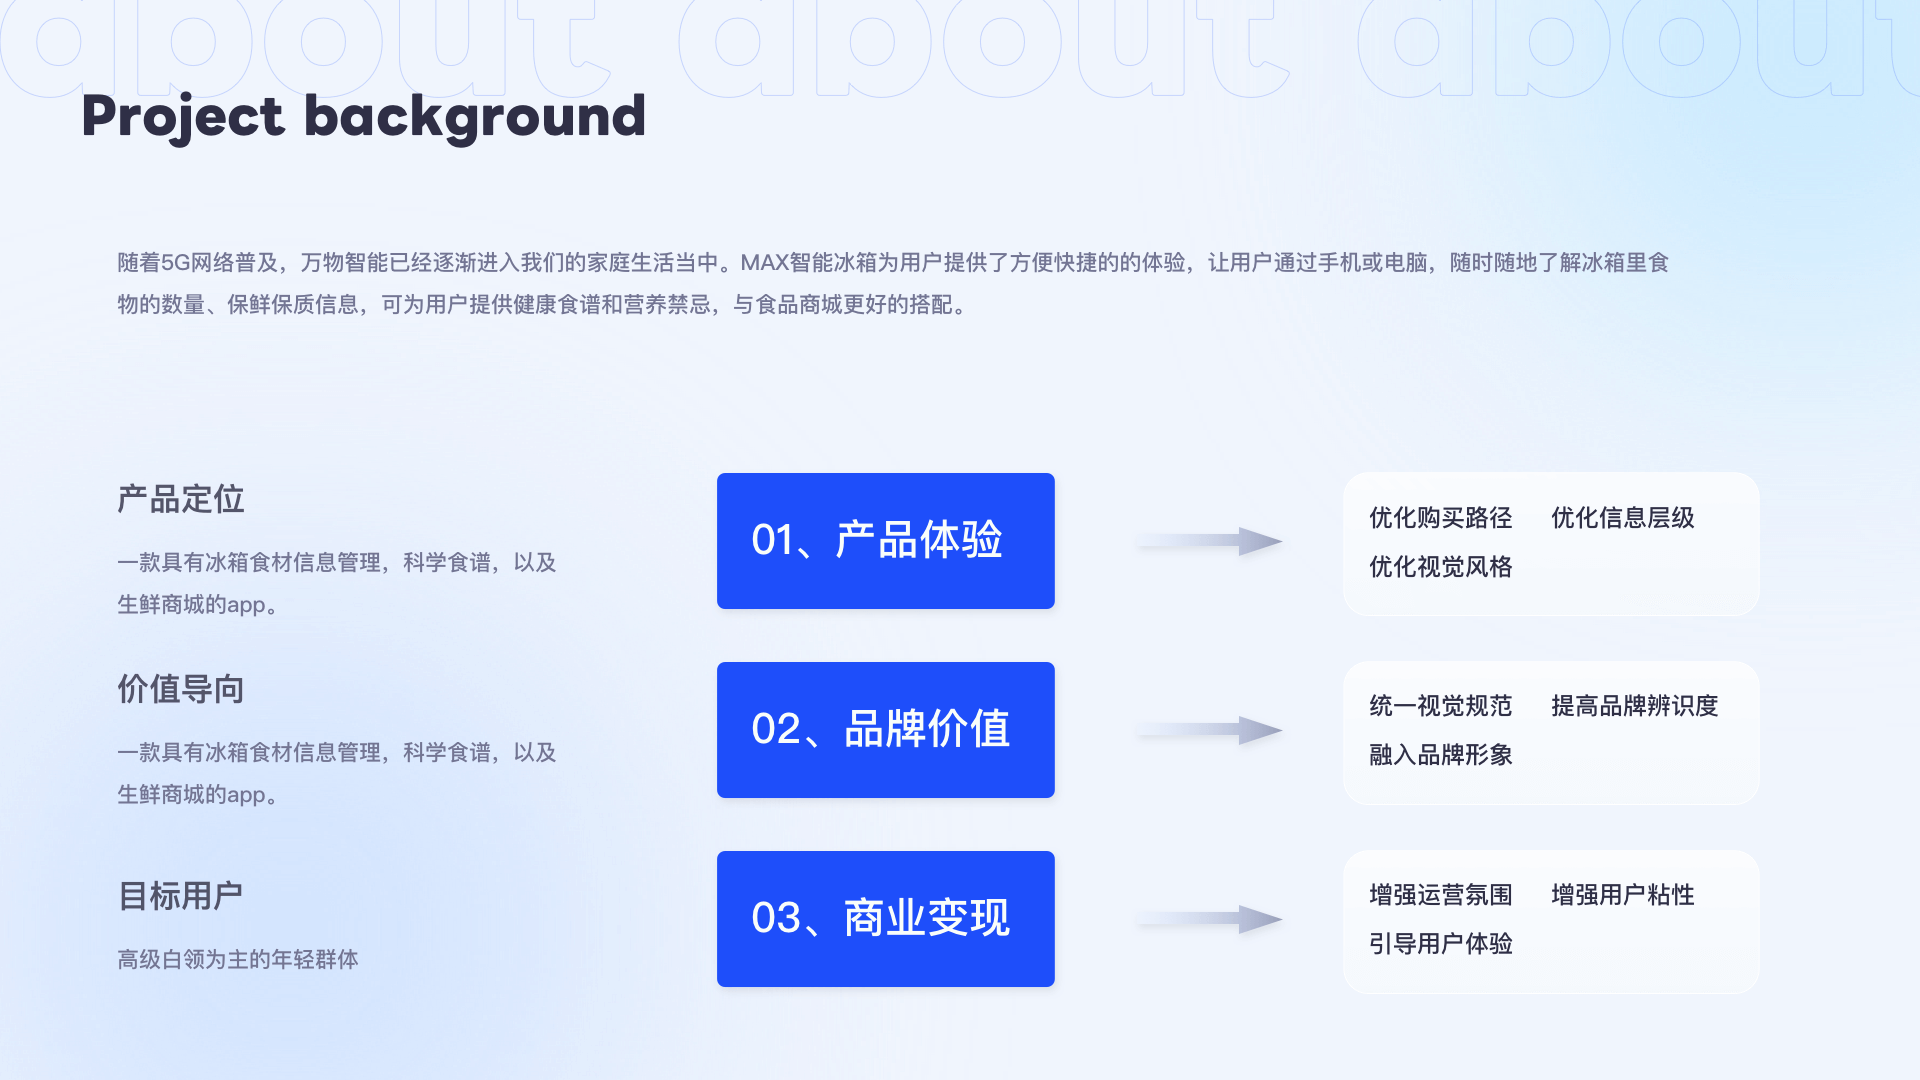 about about about
Project background
随着5G网络普及，万物智能已经逐渐进入我们的家庭生活当中。MAX智能冰箱为用户提供了方便快捷的的体验，让用户通过手机或电脑，随时随地了解冰箱里食
物的数量、保鲜保质信息，可为用户提供健康食谱和营养禁忌，与食品商城更好的搭配。
产品定位
一款具有冰箱食材信息管理，科学食谱，以及
生鲜商城的app。
价值导向
一款具有冰箱食材信息管理，科学食谱，以及
生鲜商城的app。
目标用户
高级白领为主的年轻群体
01、产品体验
优化购买路径 优化信息层级
优化视觉风格
02、品牌价值
统一视觉规范 提高品牌辨识度
融入品牌形象
03、商业变现
增强运营氛围 增强用户粘性
引导用户体验